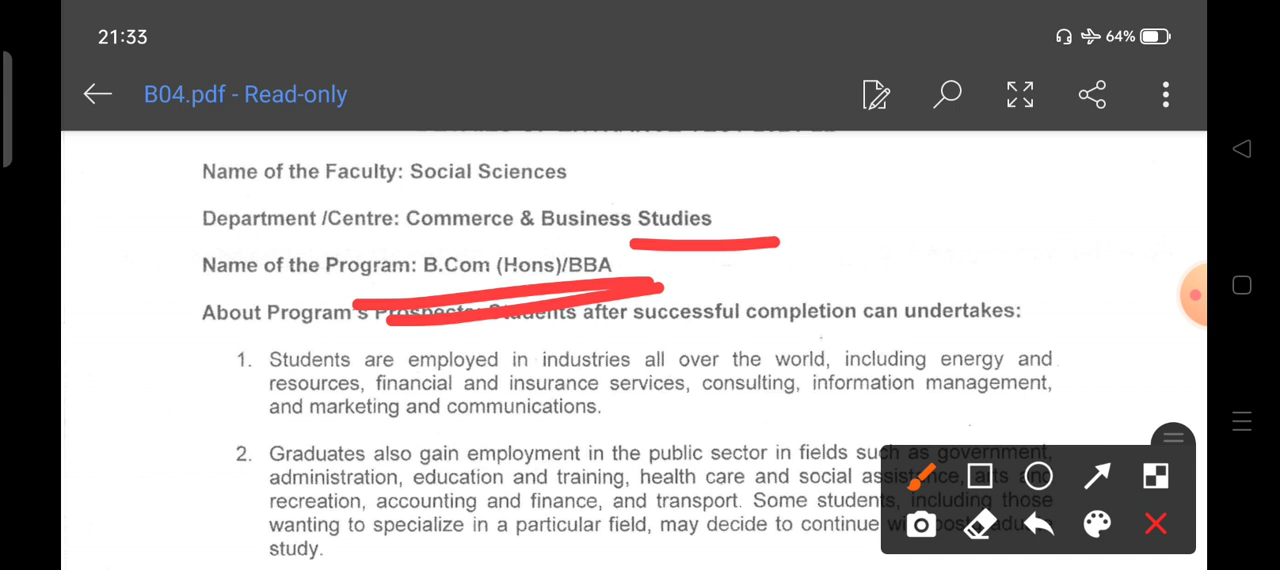 21:33
64%
B04.pdf - Read-only
Name of the Faculty: Social Sciences
Department /Centre: Commerce & Business Studies
Name of the Program: B.Com (Hons)/BBA
About Program's Prospects: Students after successful completion can undertakes:
1. Students are employed in industries all over the world, including energy and
resources, financial and insurance services, consulting, information management,
and marketing and communications.
2. Graduates also gain employment in the public sector in fields such as government,
administration, education and training, health care and social assistance, arts and
recreation, accounting and finance, and transport. Some students, including those
wanting to specialize in a particular field, may decide to continue
study.